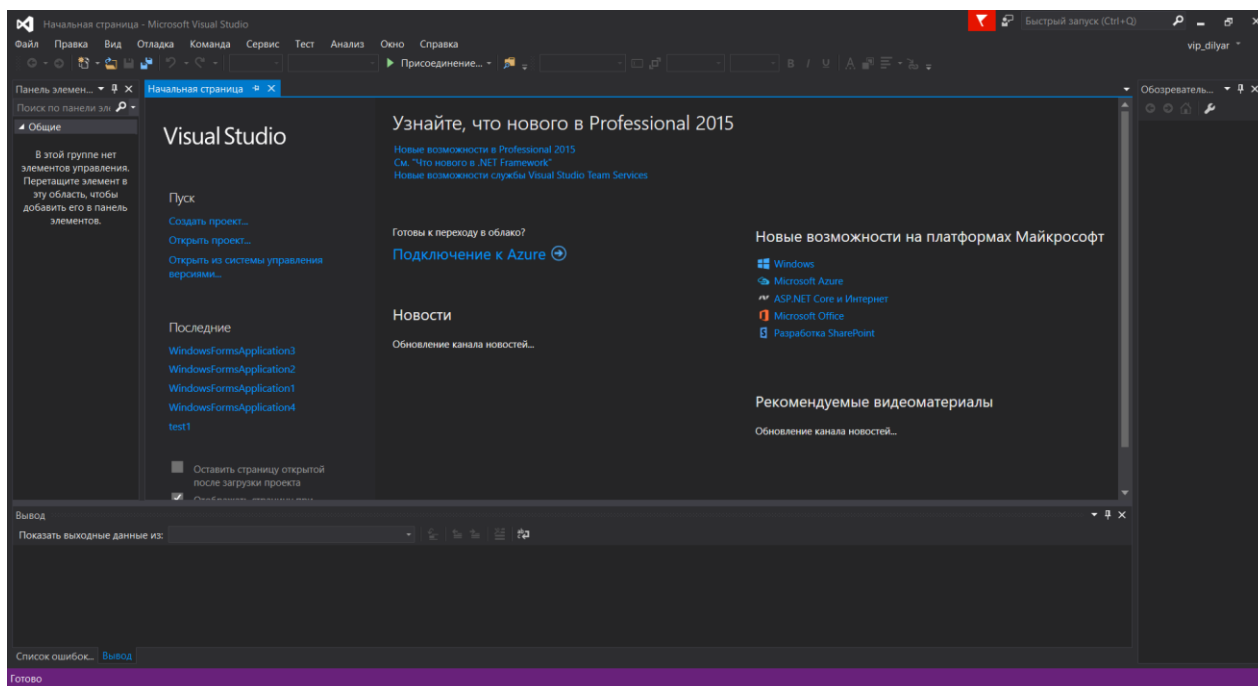 Начальная страница - Microsoft Visual Studio
Быстрый запуск (Ctrl+Q)
Файл Правка Вид Отладка Команда Сервис Тест Анализ Окно Справка
vip_dilyar
Присоединение...
B I U A
Панель элемен...
Начальная страница
Обозреватель...
Поиск по панели эле
Общие
В этой группе нет
элементов управления.
Перетащите элемент в
эту область, чтобы
добавить его в панель
элементов.
Visual Studio
Пуск
Создать проект...
Открыть проект...
Открыть из системы управления
версиями...
Последние
WindowsFormsApplication3
WindowsFormsApplication2
WindowsFormsApplication1
WindowsFormsApplication4
test1
Оставить страницу открытой
после загрузки проекта
Узнайте, что нового в Professional 2015
Новые возможности в Professional 2015
См. "Что нового в .NET Framework"
Новые возможности службы Visual Studio Team Services
Готовы к переходу в облако?
Подключение к Azure
Новости
Обновление канала новостей...
Новые возможности на платформах Майкрософт
Windows
Microsoft Azure
ASP.NET Core и Интернет
Microsoft Office
Разработка SharePoint
Рекомендуемые видеоматериалы
Обновление канала новостей...
Вывод
Показать выходные данные из:
Список ошибок... Вывод
Готово